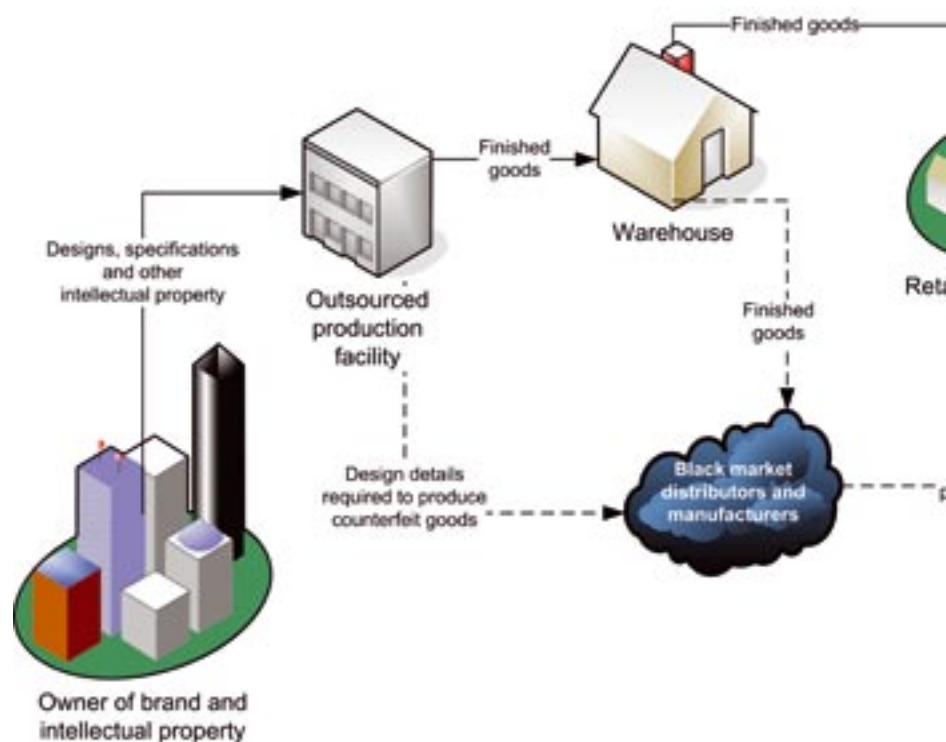 Finished goods
Finished
goods
Warehouse
Designs, specifications
and other
intellectual property
Outsourced
production
facility
Finished
goods
Design details
required to produce
counterfeit goods
Black market
distributors and
manufacturers
Owner of brand and
intellectual property